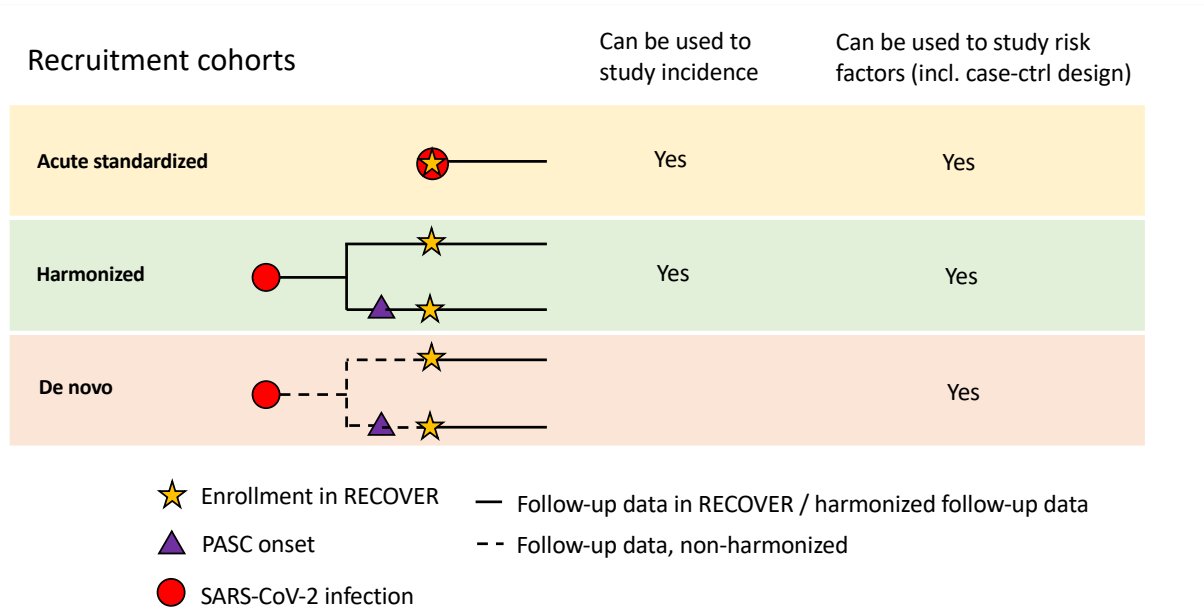 Recruitment cohorts
Can be used to
study incidence
Can be used to study risk
factors (incl. case-ctrl design)
Acute standardized
Yes
Yes
Harmonized
Yes
Yes
De novo
Yes
Enrollment in RECOVER
PASC onset
SARS-CoV-2 infection
Follow-up data in RECOVER / harmonized follow-up data
Follow-up data, non-harmonized